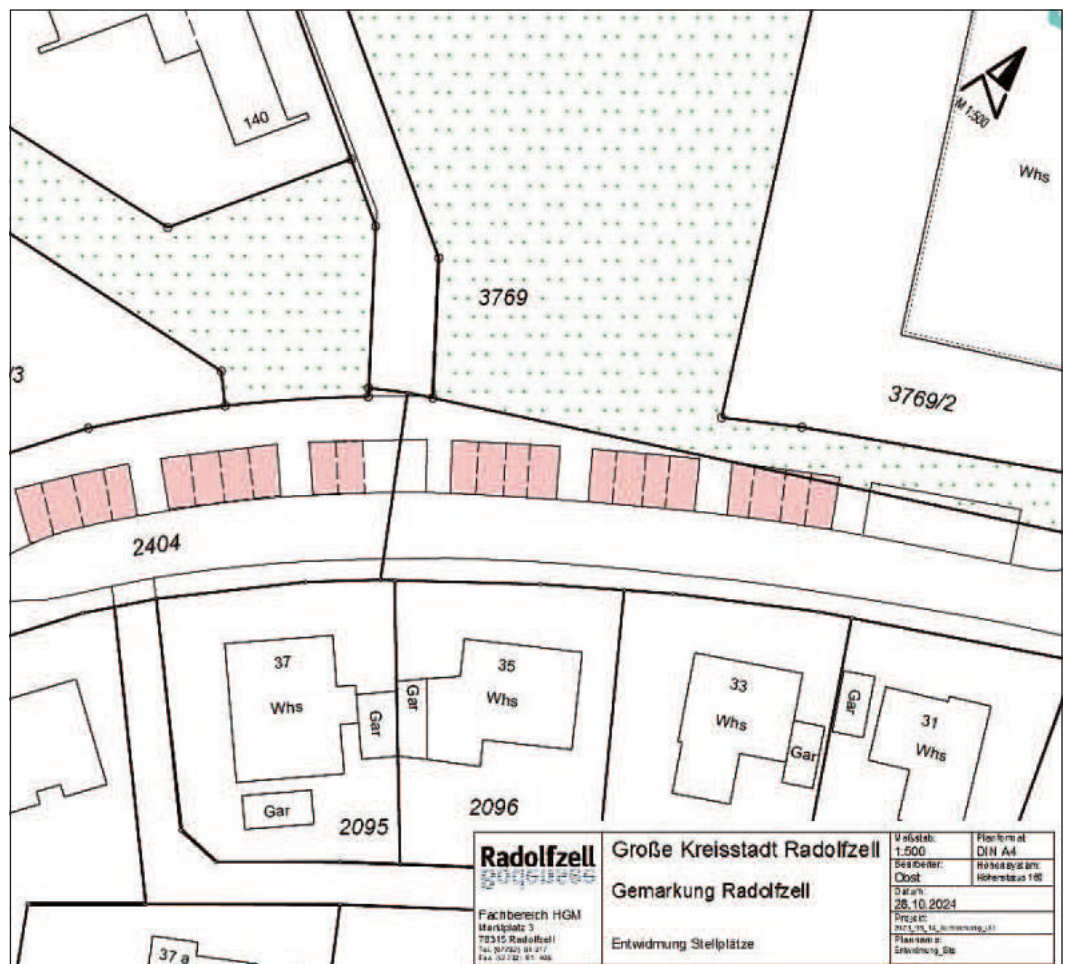 140
M 1:500
Whs
3769
/3
3769/2
2404
37
Whs
Gar
Gar
35
Whs
33
Whs
Gar
Gar
31
Whs
Gar
2095
2096
37 a
Radolfzell
Fachbereich HGM
Marktplatz 3
78315 Radolfzell
Große Kreisstadt Radolfzell
Gemarkung Radolfzell
Entwidmung Stellplätze
Maßstab:
1:500
Planformat
DIN A4
Bearbeiter:
Obst
Höhensystem:
Datum:
28.10.2024
Projekt:
Planname: